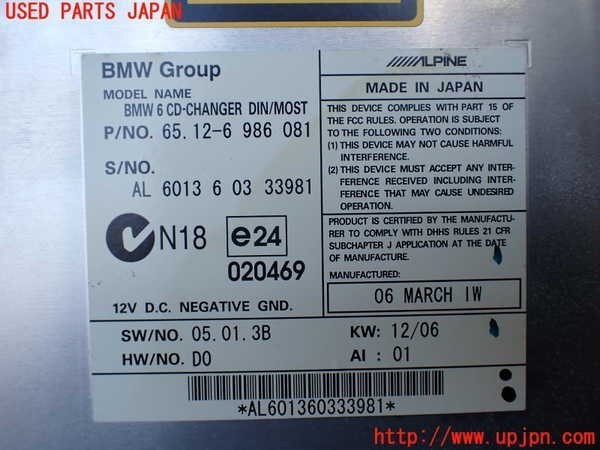 USED PARTS JAPAN
BMW Group
MODEL NAME
BMW 6 CD-CHANGER DIN/MOST
P/NO. 65.12-6 986 081
S/NO.
AL 6013 6 03 33981
N18
e24
020469
12V D.C. NEGATIVE GND.
ALPINE
MADE IN JAPAN
THIS DEVICE COMPLIES WITH PART 15 OF
THE FCC RULES. OPERATION IS SUBJECT
TO THE FOLLOWING TWO CONDITIONS:
(1) THIS DEVICE MAY NOT CAUSE HARMFUL
INTERFERENCE.
(2) THIS DEVICE MUST ACCEPT ANY INTER-
FERENCE RECEIVED INCLUDING INTER-
FERENCE THAT MAY CAUSE UNDESIRED
OPERATION.
PRODUCT IS CERTIFIED BY THE MANUFACTU-
RER TO COMPLY WITH DHHS RULES 21 CFR
SUBCHAPTER J APPLICATION AT THE DATE
OF MANUFACTURE.
MANUFACTURED:
06 MARCH 1W
SW/NO. 05.01.3B
KW: 12/06
HW/NO. D0
AI : 01
*AL601360333981*
http://www.upjpn.com